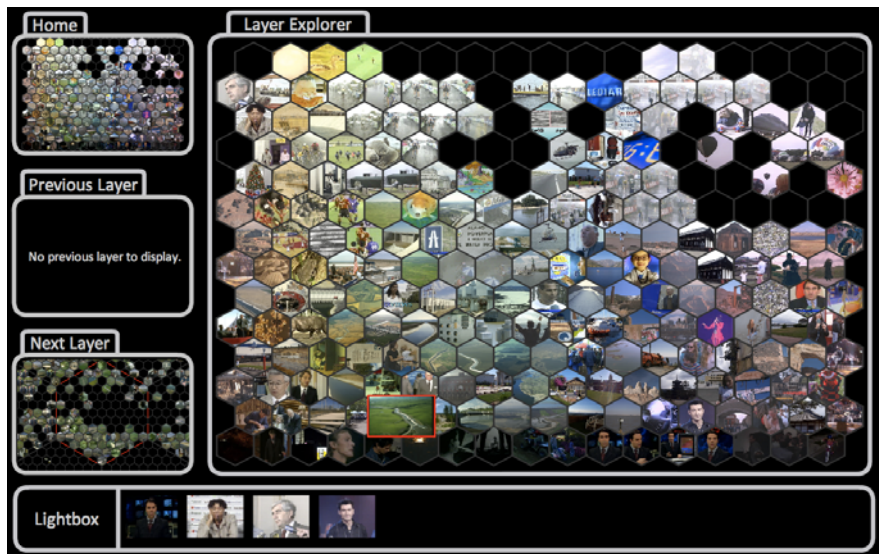 Home
Layer Explorer
Previous Layer
No previous layer to display.
Next Layer
Lightbox